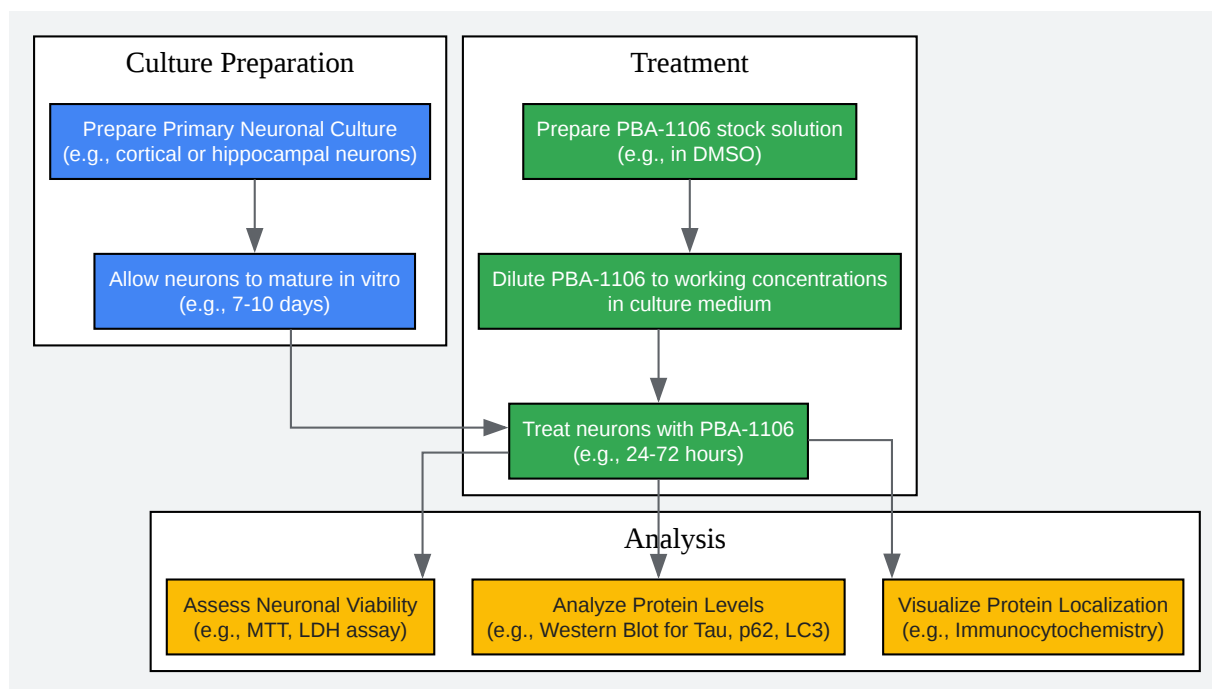 Culture Preparation
Prepare Primary Neuronal Culture
(e.g., cortical or hippocampal neurons)
Allow neurons to mature in vitro
(e.g., 7-10 days)
Treatment
Prepare PBA-1106 stock solution
(e.g., in DMSO)
Dilute PBA-1106 to working concentrations
in culture medium
Treat neurons with PBA-1106
(e.g., 24-72 hours)
Analysis
Assess Neuronal Viability
(e.g., MTT, LDH assay)
Analyze Protein Levels
(e.g., Western Blot for Tau, p62, LC3)
Visualize Protein Localization
(e.g., Immunocytochemistry)